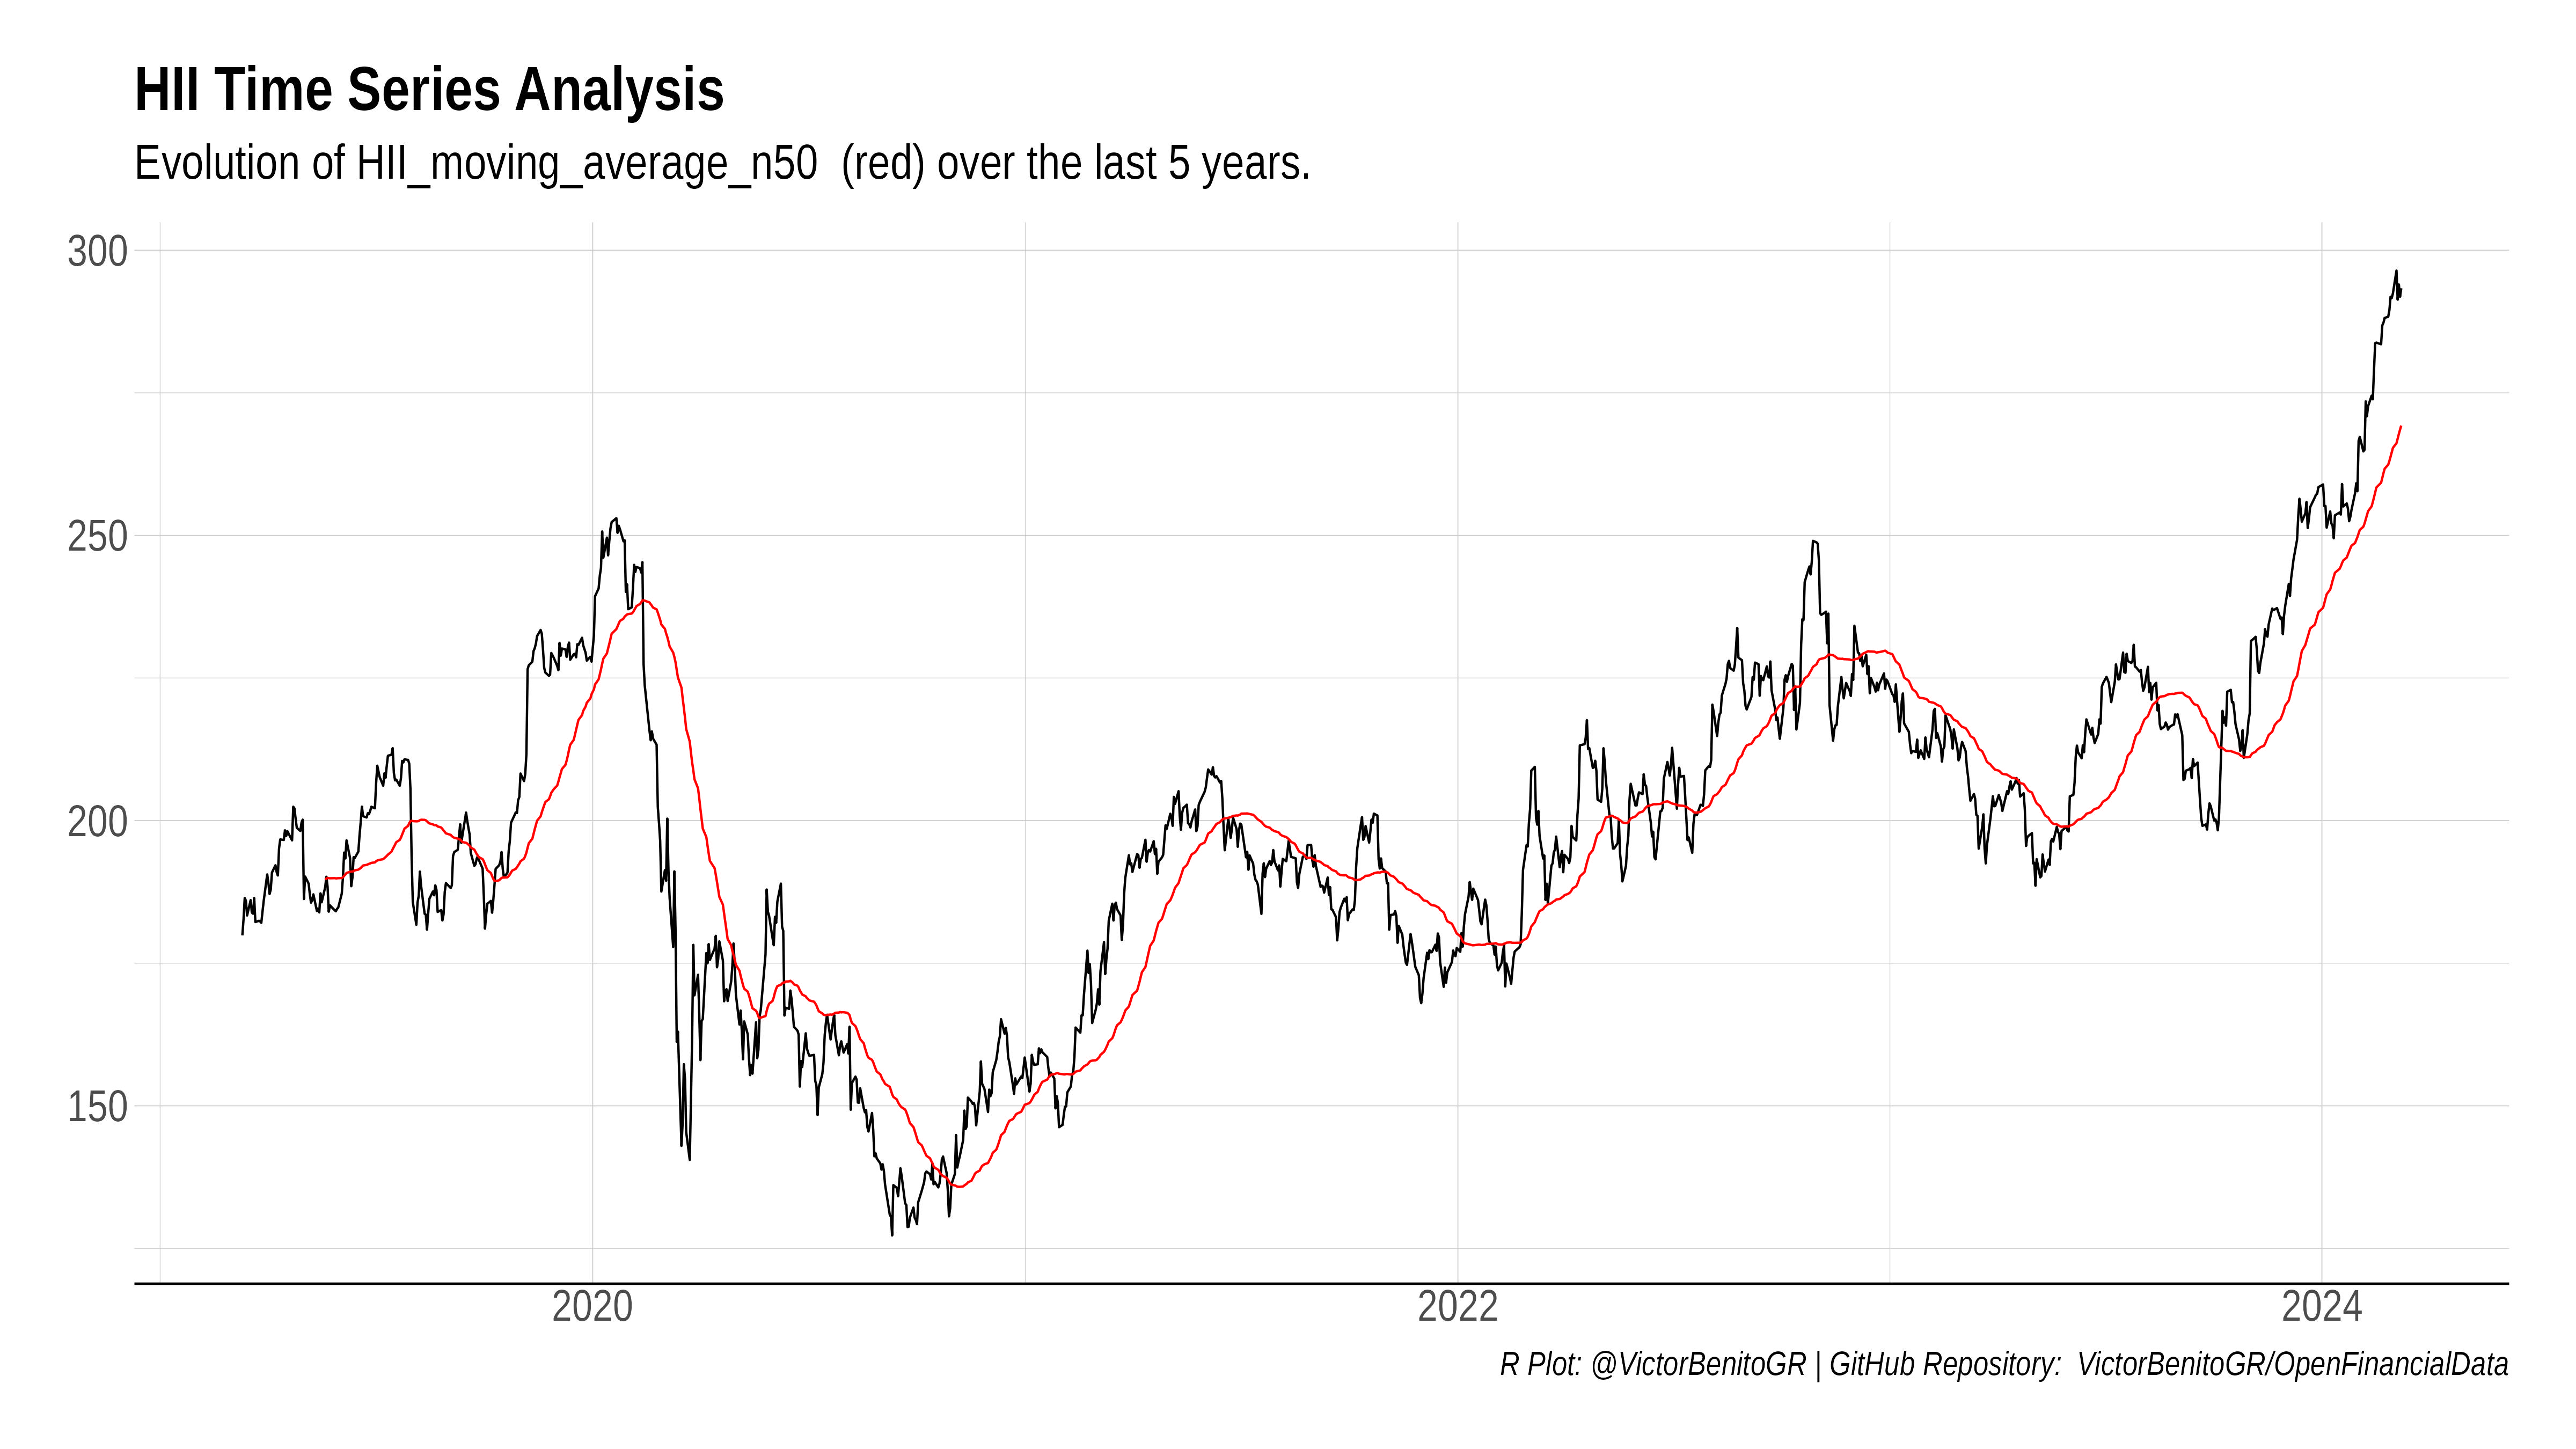 HII Time Series Analysis
Evolution of HII_moving_average_n50  (red) over the last 5 years.
300
250
200
150
2020 2022 2024
R Plot: @VictorBenitoGR | GitHub Repository:  VictorBenitoGR/OpenFinancialData